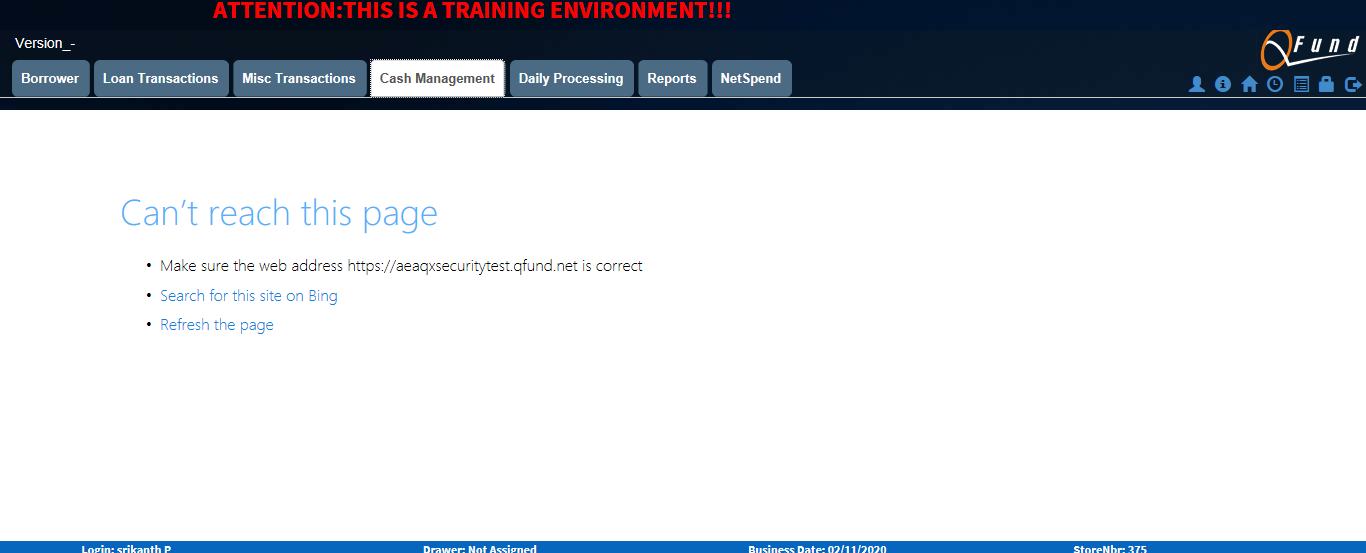 ATTENTION:THIS IS A TRAINING ENVIRONMENT!!!
Version_-
QFund
Borrower Loan Transactions Misc Transactions Cash Management Daily Processing Reports NetSpend
Can't reach this page
• Make sure the web address https://aeaqxsecuritytest.qfund.net is correct
• Search for this site on Bing
• Refresh the page
Login: srikanth P Drawer: Not Assigned Business Date: 02/11/2020 StoreNbr: 375